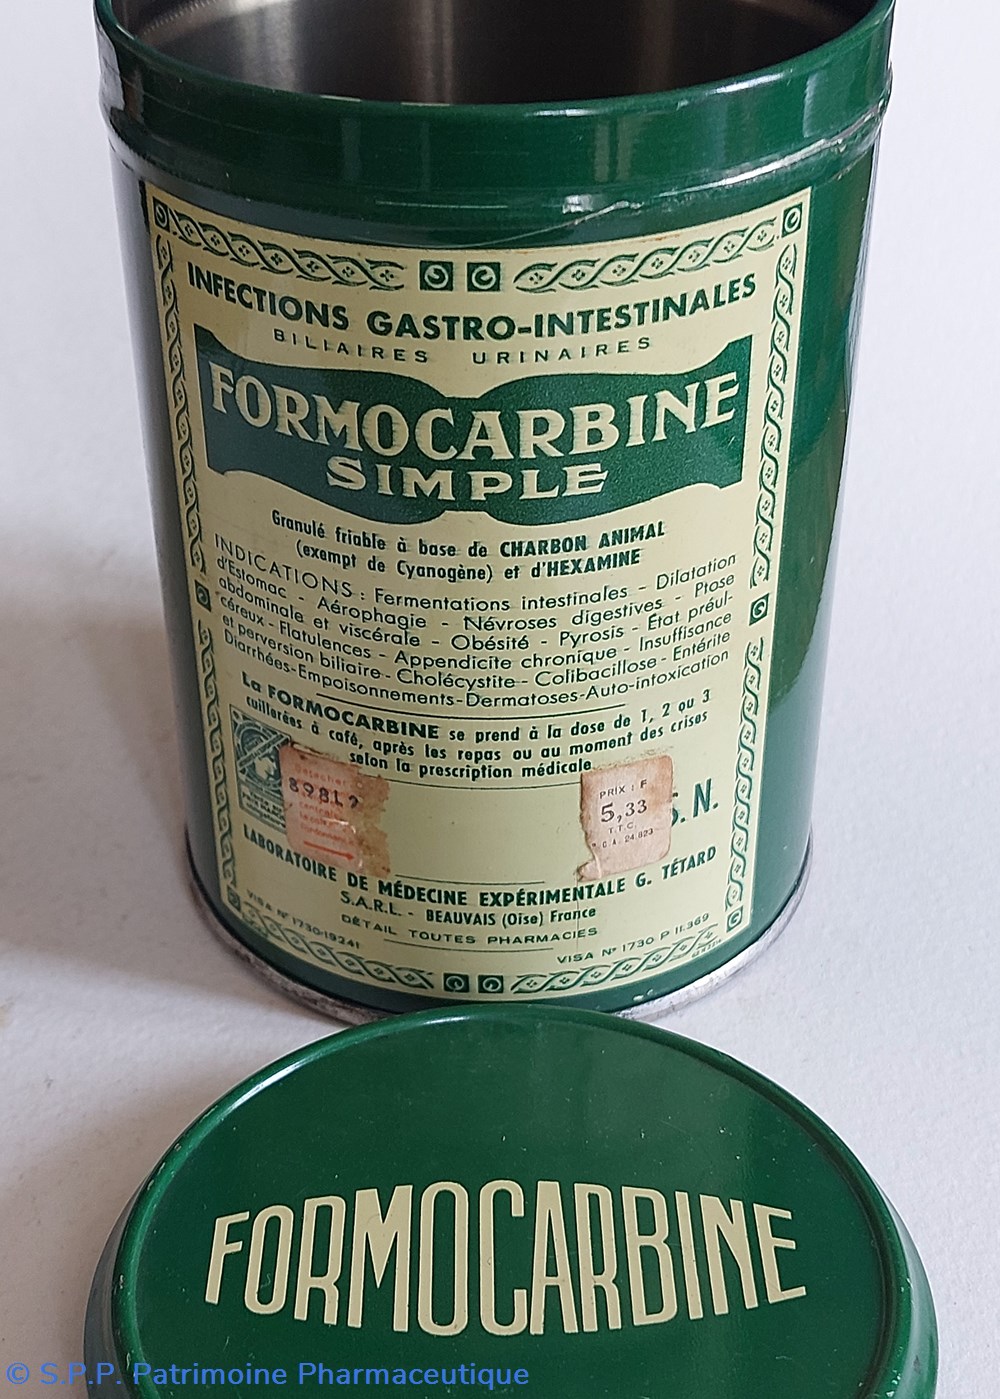 INFECTIONS GASTRO-INTESTINALES
BILIAIRES URINAIRES
FORMOCARBINE
SIMPLE
Granulé friable à base de CHARBON ANIMAL
(exempt de Cyanogène) et d'HEXAMINE
INDICATIONS : Fermentations intestinales - Dilatation
d'Estomac - Aérophagie - Névroses digestives - Ptose
abdominale et viscérale - Obésité - Pyrosis - État préul-
céreux - Flatulences - Appendicite chronique - Insuffisance
et perversion biliaire - Cholécystite - Colibacillose - Entérite
Diarrhées-Empoisonnements-Dermatoses-Auto-intoxication
La FORMOCARBINE se prend à la dose de 1, 2 ou 3
cuillerées à café, après les repas ou au moment des crises
selon la prescription médicale
PRIX : F
5,33
T.T.C.
S. N.
LABORATOIRE DE MÉDECINE EXPÉRIMENTALE G. TÉTARD
S.A.R.L. - BEAUVAIS (Oise) France
DÉTAIL TOUTES PHARMACIES
VISA Nº 1730-19241
VISA Nº 1730 P 11.369
FORMOCARBINE
© S.P.P. Patrimoine Pharmaceutique